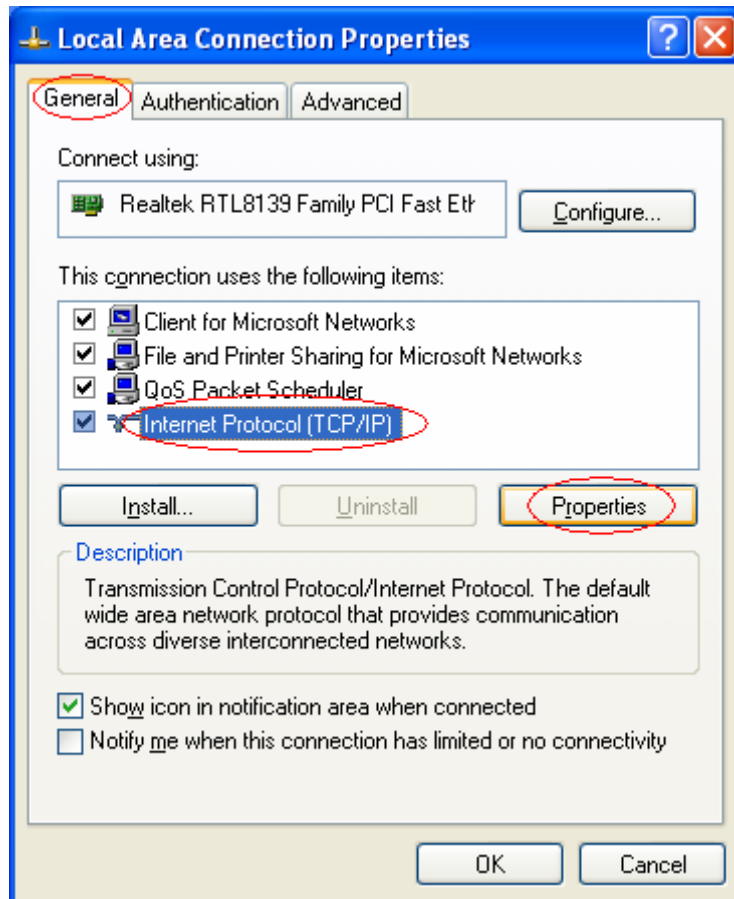 Local Area Connection Properties
General Authentication Advanced
Connect using:
Realtek RTL8139 Family PCI Fast Eth
Configure...
This connection uses the following items:
Client for Microsoft Networks
File and Printer Sharing for Microsoft Networks
QoS Packet Scheduler
Internet Protocol (TCP/IP)
Install... Uninstall Properties
Description
Transmission Control Protocol/Internet Protocol. The default
wide area network protocol that provides communication
across diverse interconnected networks.
Show icon in notification area when connected
Notify me when this connection has limited or no connectivity
OK Cancel